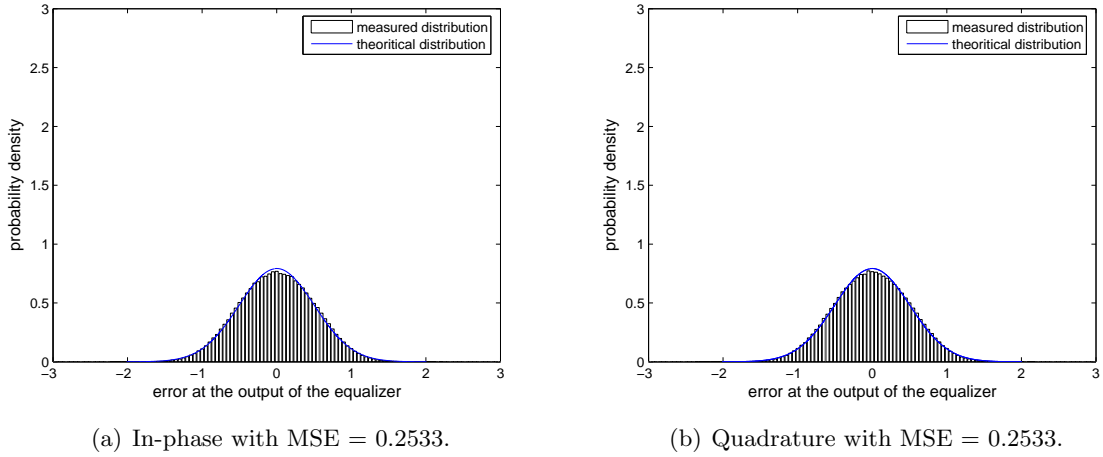 3
2.5
2
1.5
1
0.5
0
probability density
−3
−2
−1
0
1
2
3
error at the output of the equalizer
measured distribution
theoritical distribution
(a) In-phase with MSE = 0.2533.
3
2.5
2
1.5
1
0.5
0
probability density
−3
−2
−1
0
1
2
3
error at the output of the equalizer
measured distribution
theoritical distribution
(b) Quadrature with MSE = 0.2533.